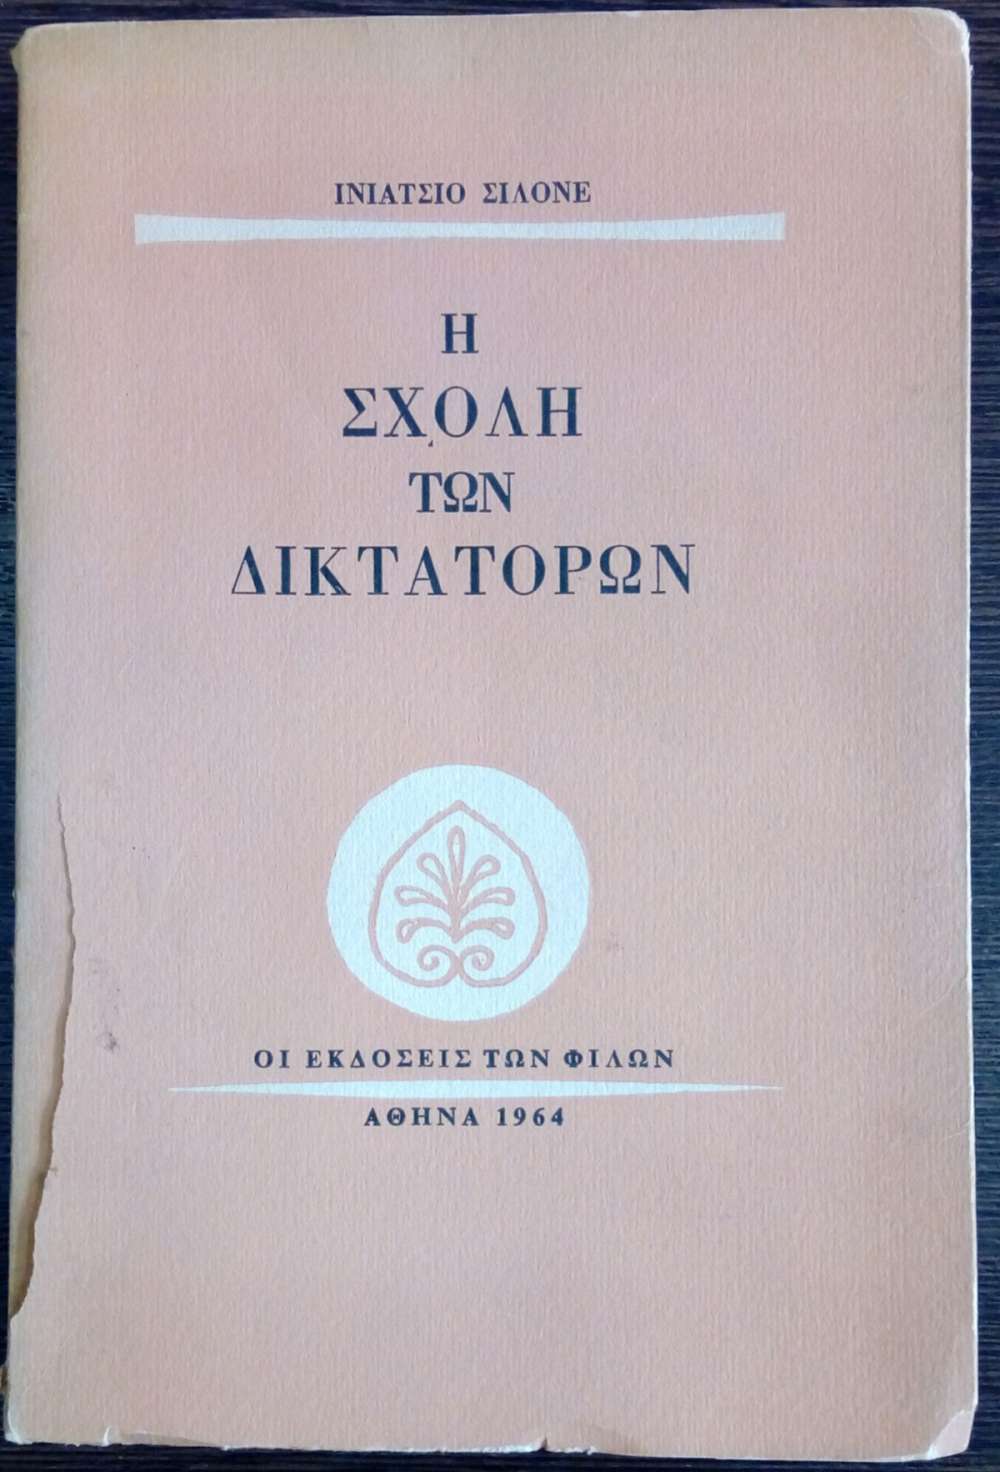 ΙΝΙΑΤΣΙΟ ΣΙΛΟΝΕ
Η
ΣΧΟΛΗ
ΤΩΝ
ΔΙΚΤΑΤΟΡΩΝ
ΟΙ ΕΚΔΟΣΕΙΣ ΤΩΝ ΦΙΛΩΝ
ΑΘΗΝΑ 1964